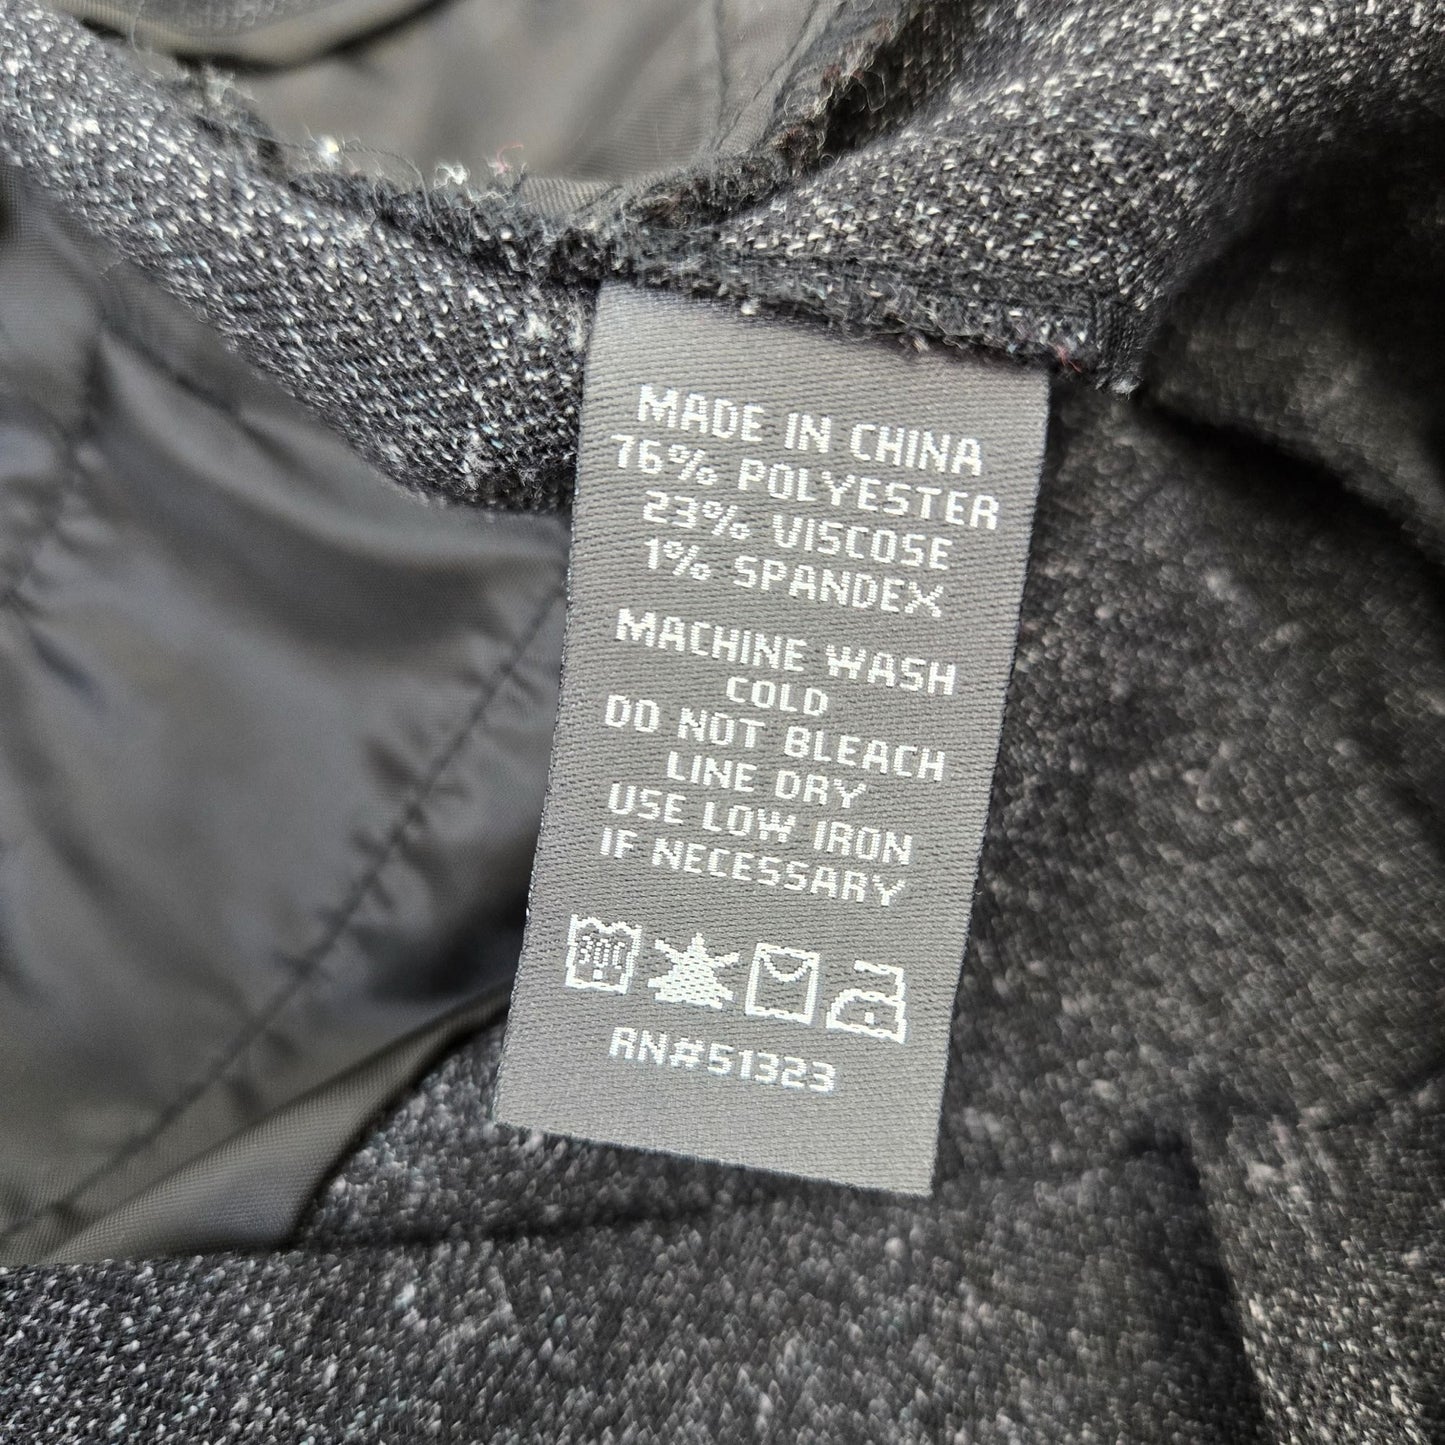 MADE IN CHINA
76% POLYESTER
23% VISCOSE
1% SPANDEX
MACHINE WASH
COLD
DO NOT BLEACH
LINE DRY
USE LOW IRON
IF NECESSARY
30C
RN#51323